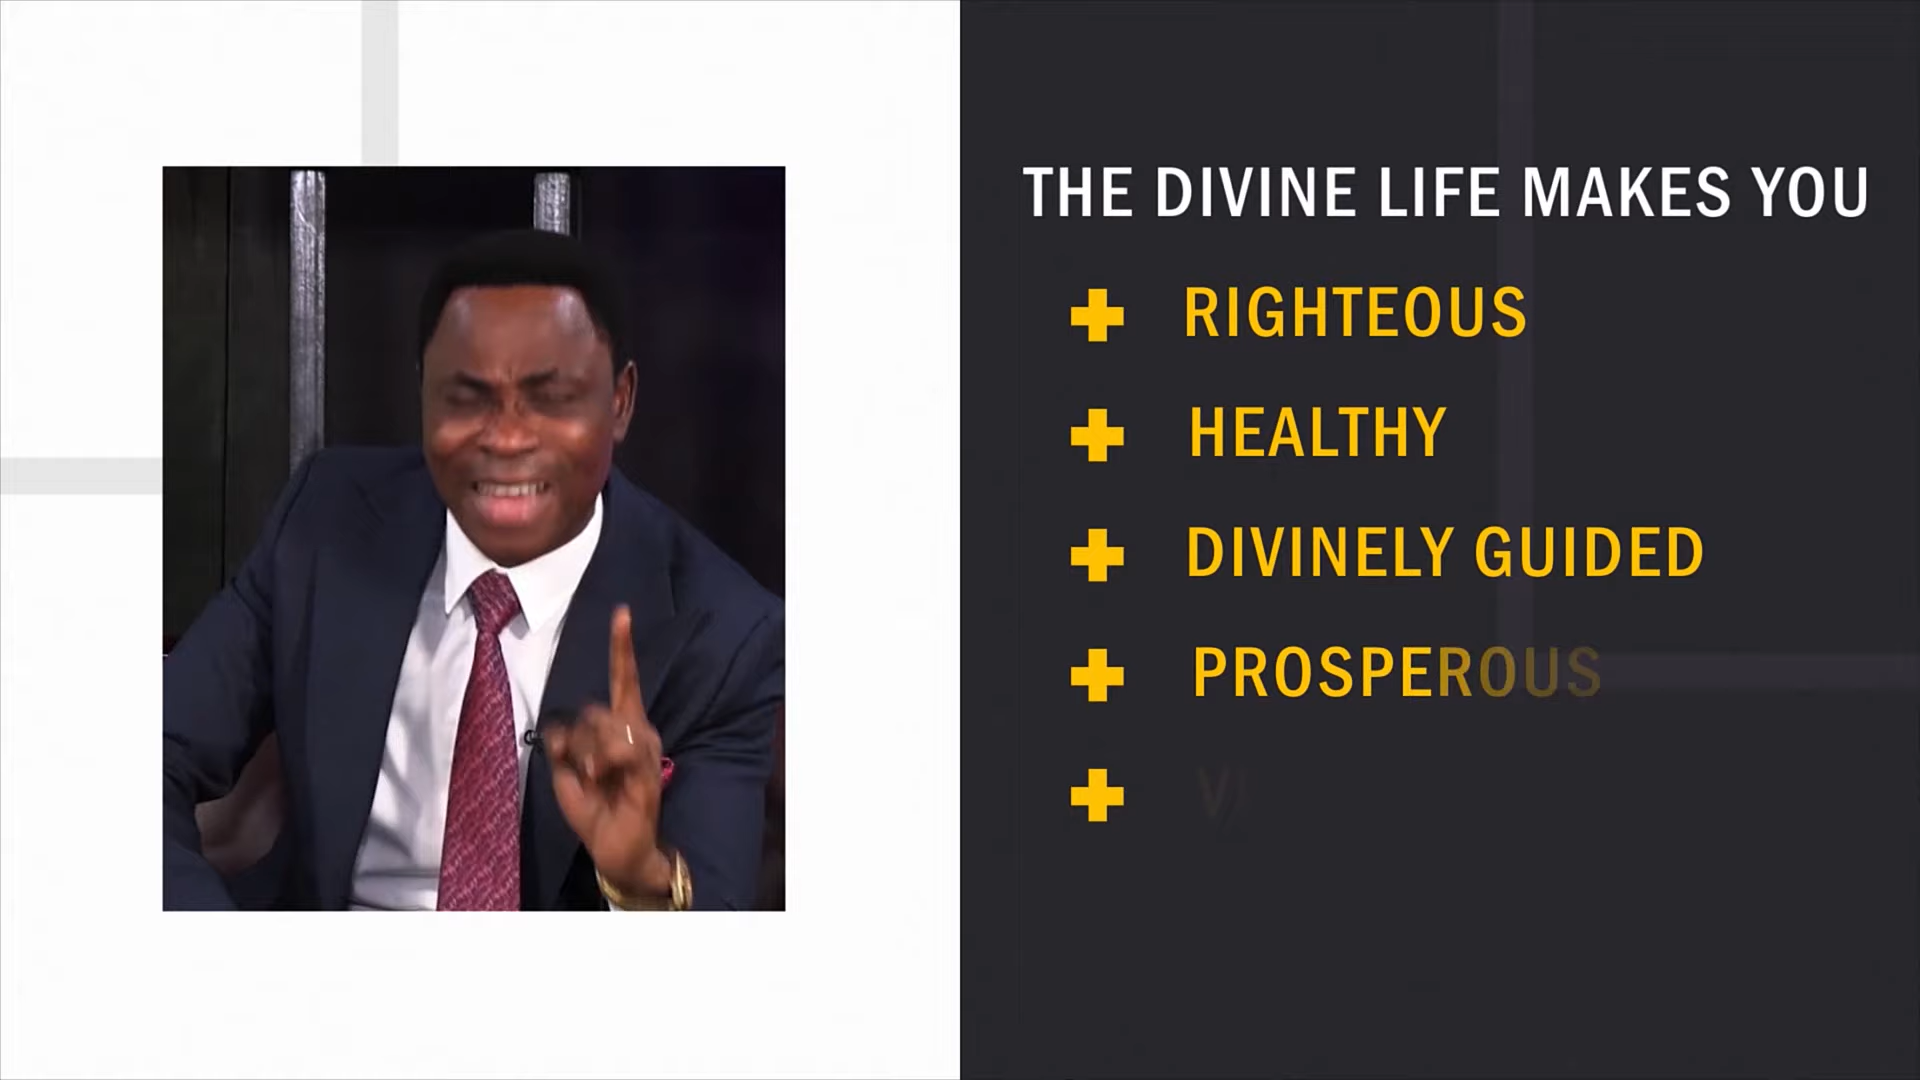 THE DIVINE LIFE MAKES YOU
RIGHTEOUS
HEALTHY
DIVINELY GUIDED
PROSPEROUS